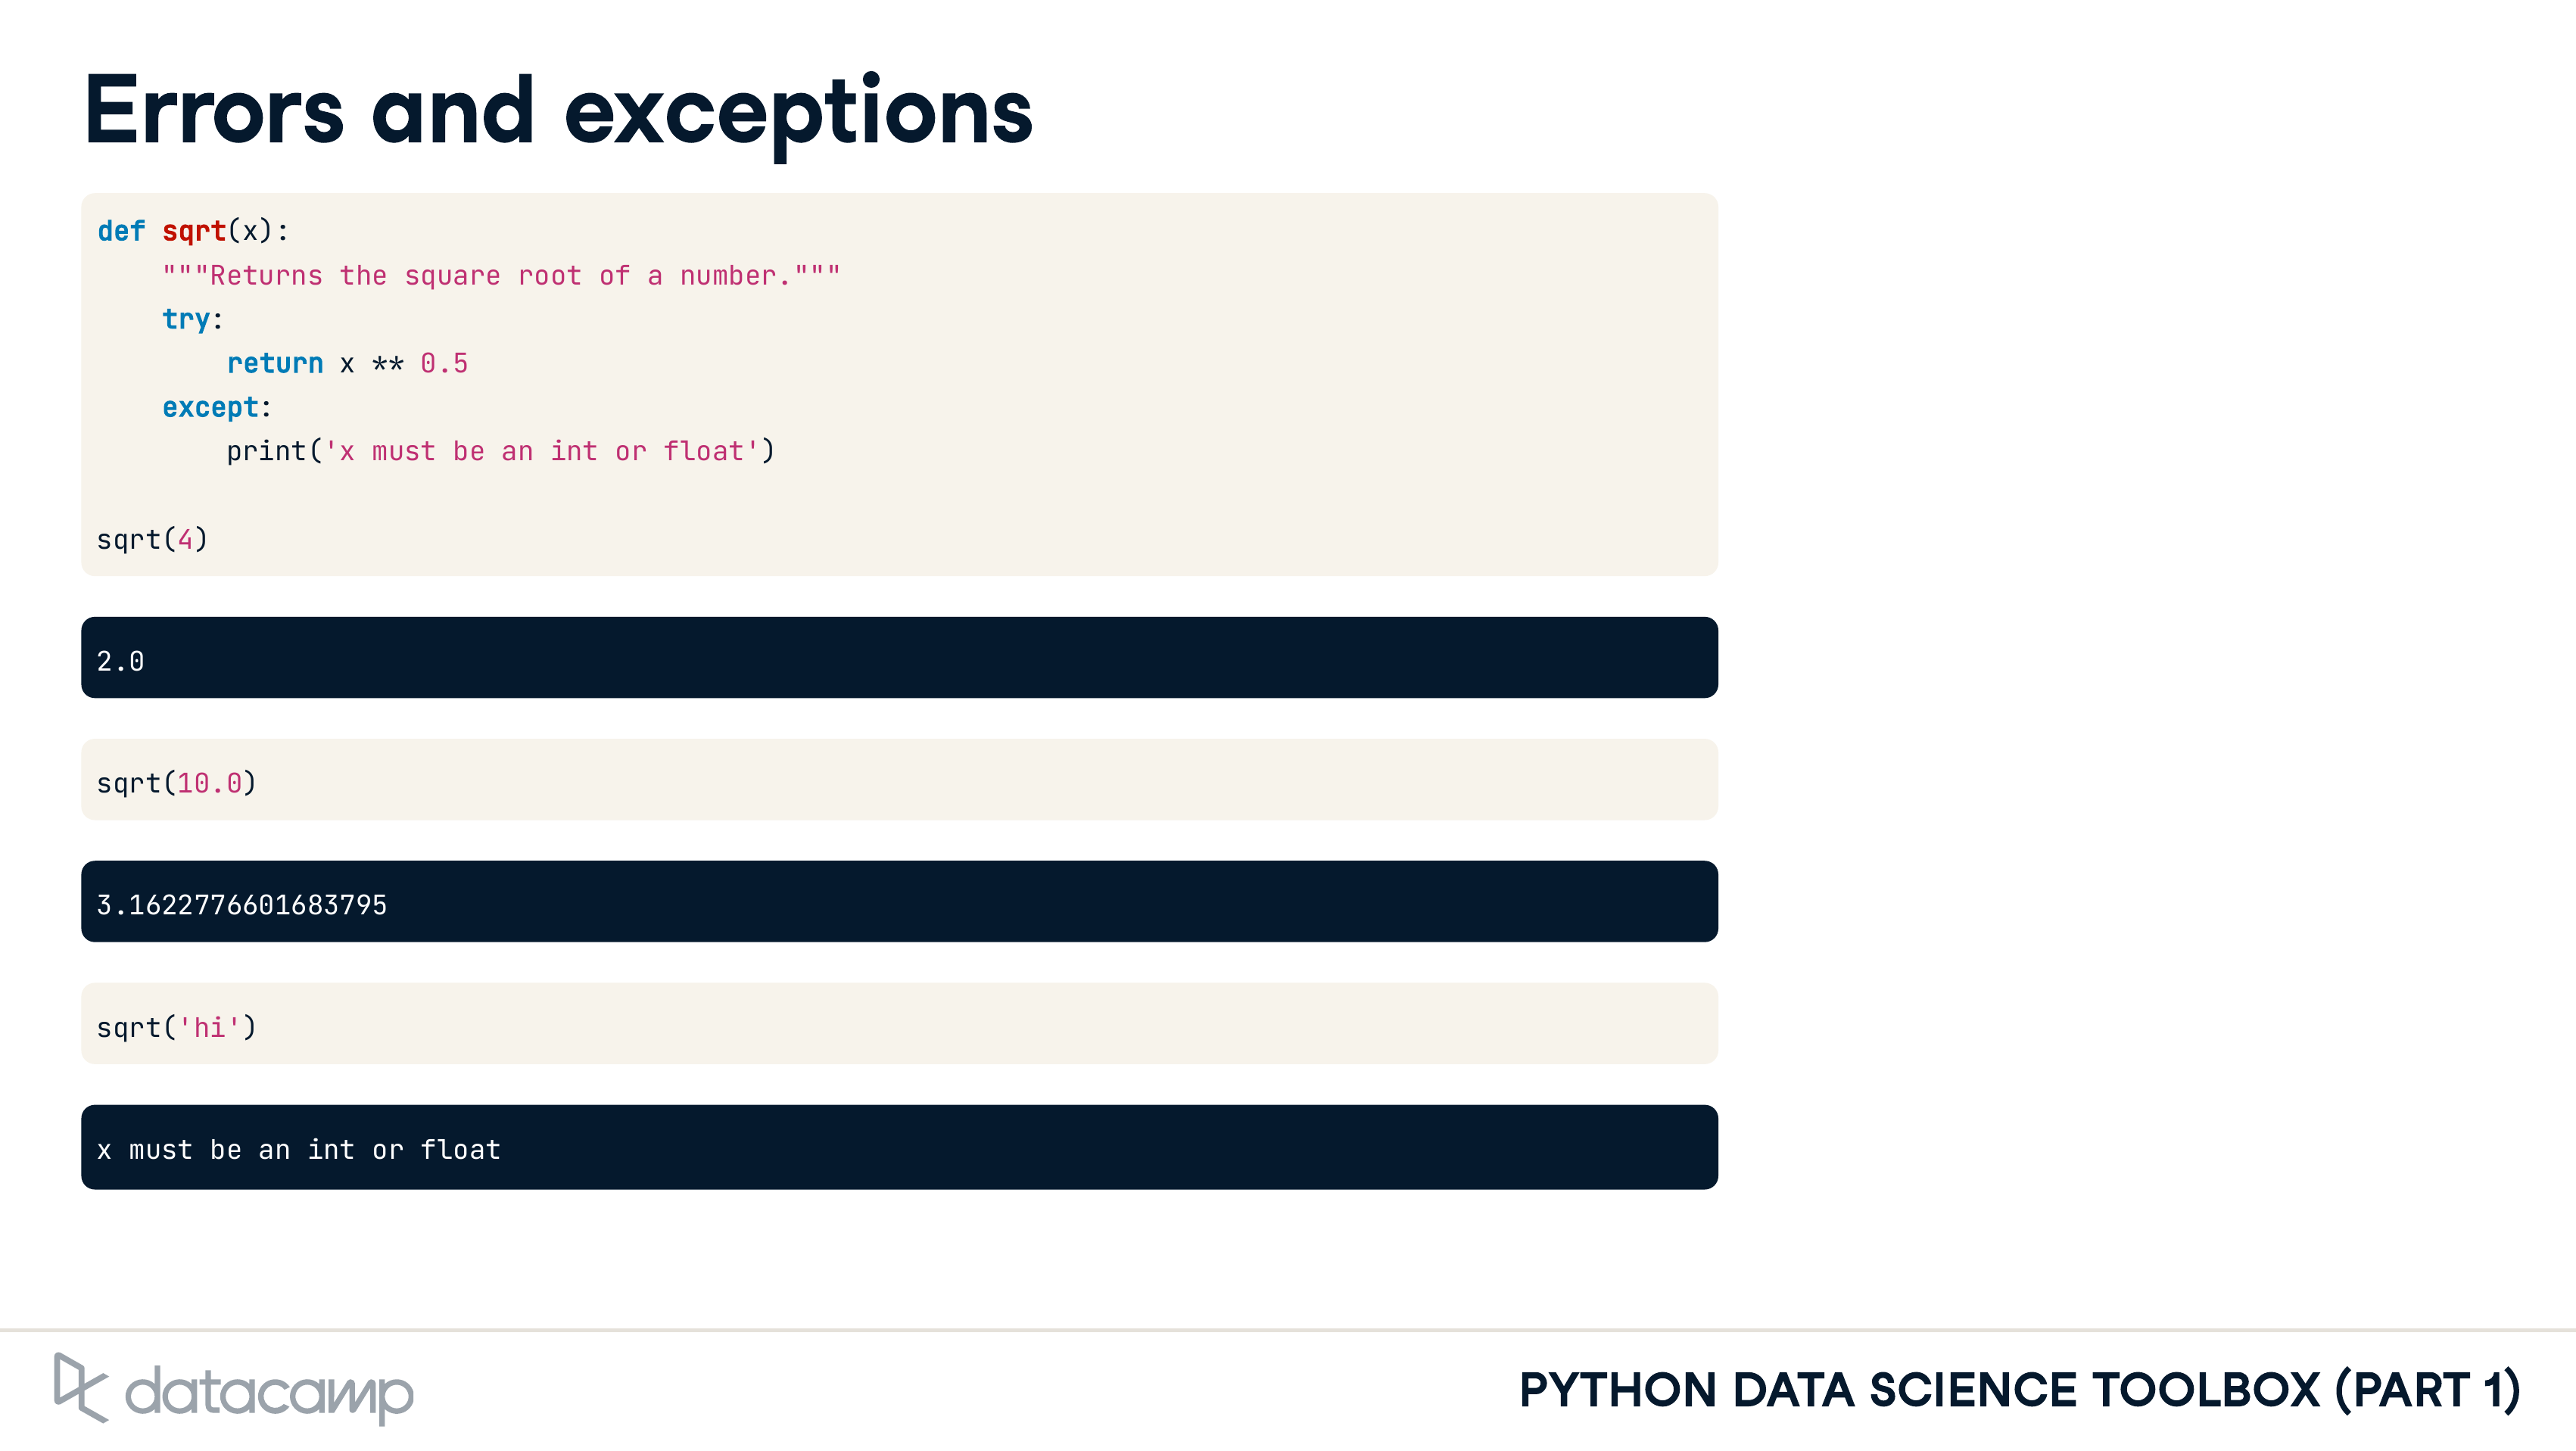 Errors and exceptions
def sqrt(x):
    """Returns the square root of a number."""
    try:
        return x ** 0.5
    except:
        print('x must be an int or float')
sqrt(4)
2.0
sqrt(10.0)
3.1622776601683795
sqrt('hi')
x must be an int or float
datacamp
PYTHON DATA SCIENCE TOOLBOX (PART 1)